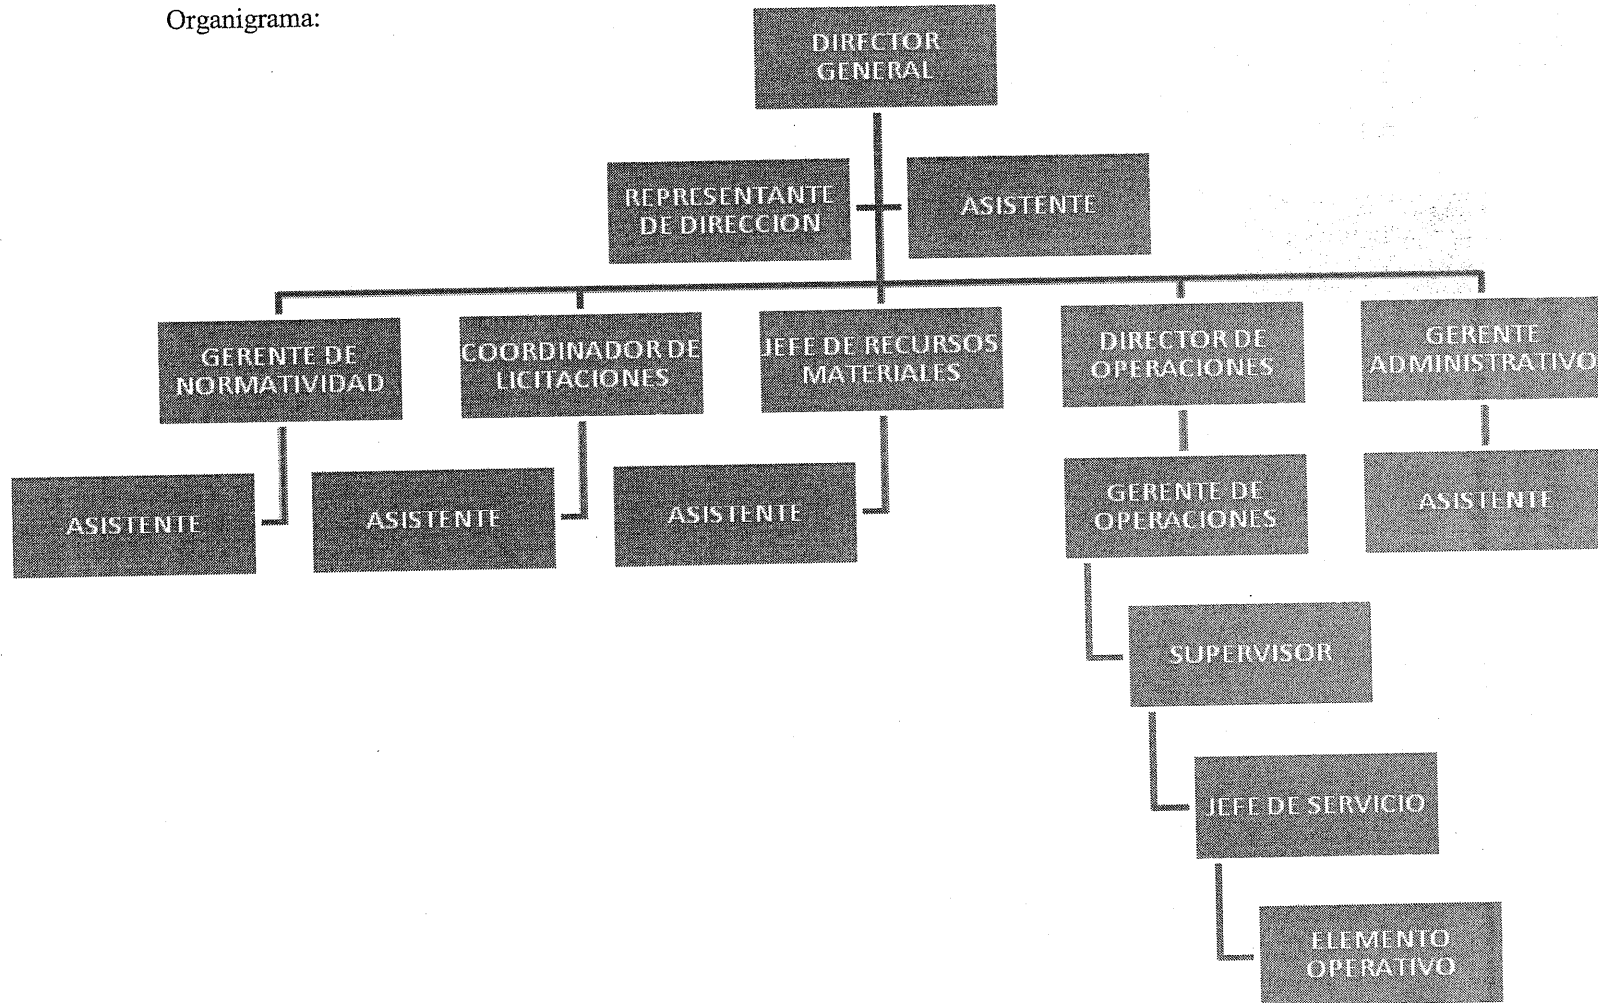 Organigrama:
DIRECTOR
GENERAL
REPRESENTANTE
DE DIRECCION
ASISTENTE
GERENTE DE
NORMATIVIDAD
COORDINADOR DE
LICITACIONES
JEFE DE RECURSOS
MATERIALES
DIRECTOR DE
OPERACIONES
GERENTE
ADMINISTRATIVO
ASISTENTE
ASISTENTE
ASISTENTE
GERENTE DE
OPERACIONES
ASISTENTE
SUPERVISOR
JEFE DE SERVICIO
ELEMENTO
OPERATIVO